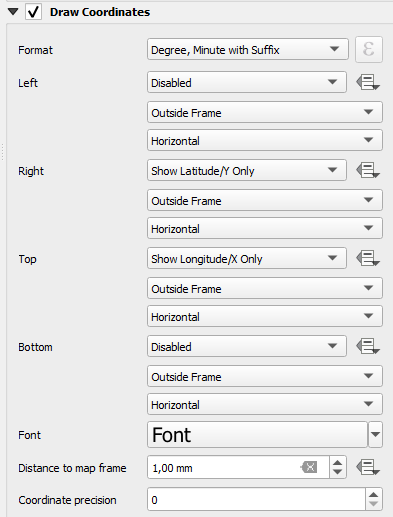 Draw Coordinates
Format Degree, Minute with Suffix ε
Left Disabled
Outside Frame
Horizontal
Right Show Latitude/Y Only
Outside Frame
Horizontal
Top Show Longitude/X Only
Outside Frame
Horizontal
Bottom Disabled
Outside Frame
Horizontal
Font Font
Distance to map frame 1,00 mm
Coordinate precision 0